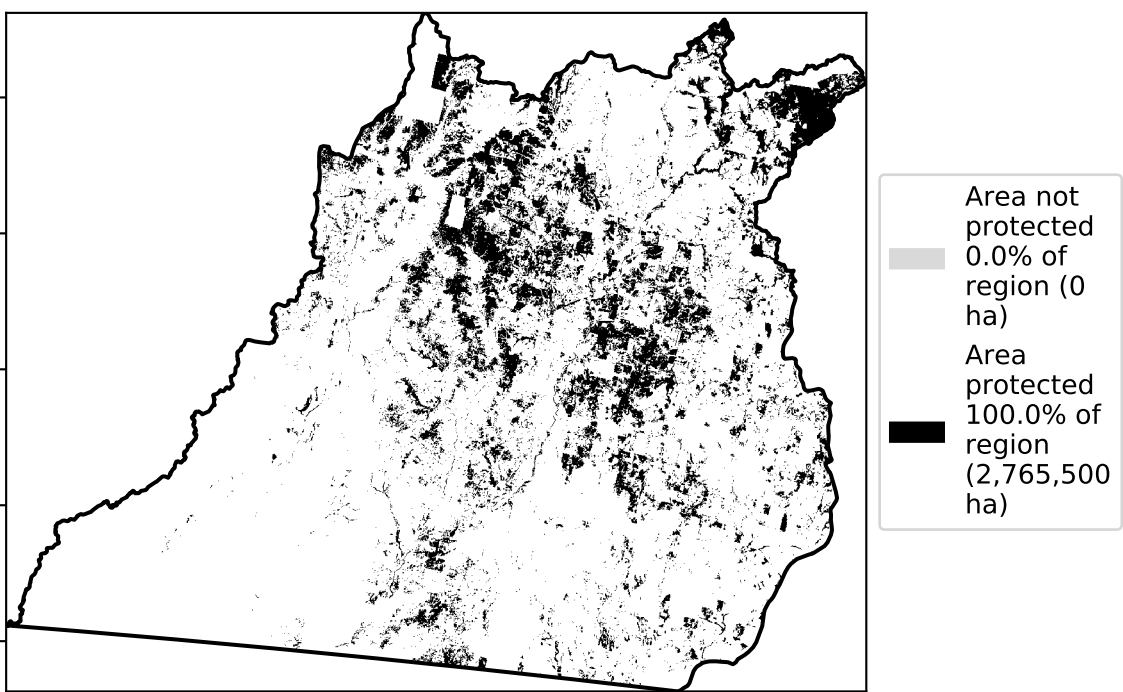 Area not
protected
0.0% of
region (0
ha)
Area
protected
100.0% of
region
(2,765,500
ha)